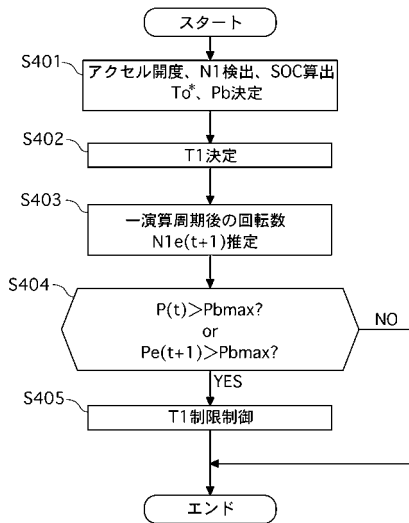 スタート
S401
アクセル開度、N1検出、SOC算出
To*、Pb決定
S402
T1決定
S403
一演算周期後の回転数
N1e(t+1)推定
S404
P(t)>Pbmax?
or
Pe(t+1)>Pbmax?
NO
YES
S405
T1制限制御
エンド